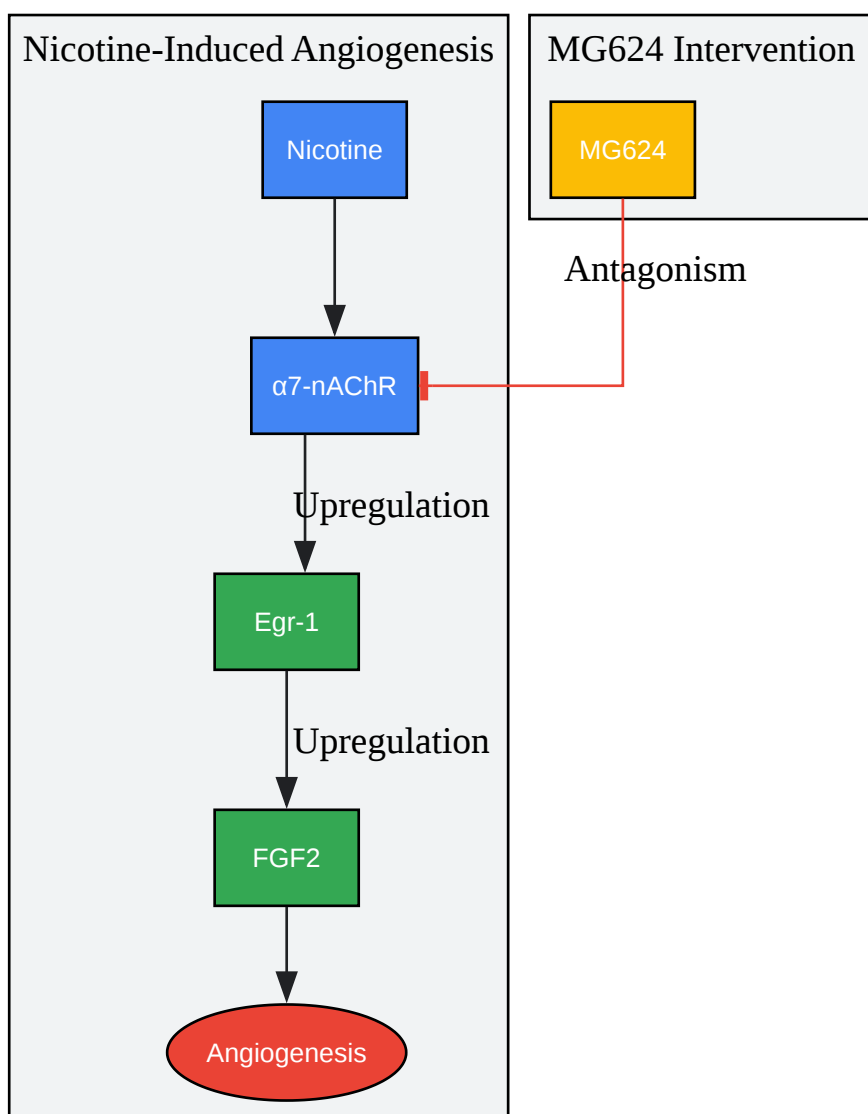 Nicotine-Induced Angiogenesis
MG624 Intervention
Nicotine
MG624
Antagonism
α7-nAChR
Upregulation
Egr-1
Upregulation
FGF2
Angiogenesis